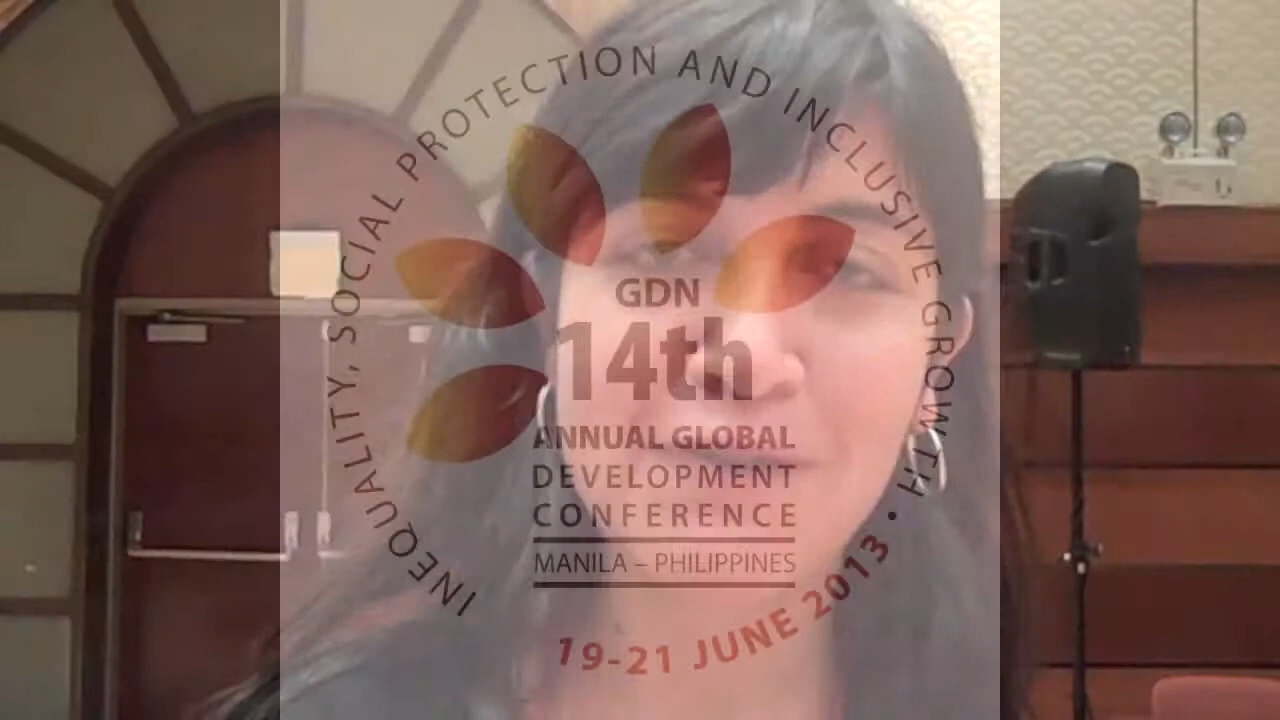 INEQUALITY, SOCIAL PROTECTION AND INCLUSIVE GROWTH •
GDN
14th
ANNUAL GLOBAL
DEVELOPMENT
CONFERENCE
MANILA – PHILIPPINES
19-21 JUNE 2013